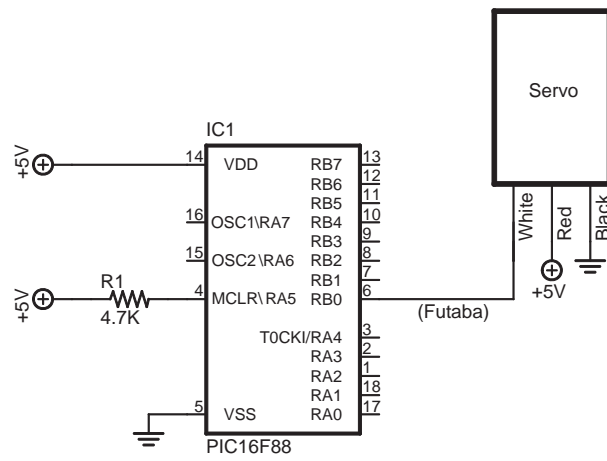 Servo
White
Red
Black
+5V
(Futaba)
IC1
+5V
14 VDD
RB7 13
RB6 12
RB5 11
16 OSC1\RA7
RB4 10
RB3 9
15 OSC2\RA6
RB2 8
RB1 7
+5V
R1
4.7K
4 MCLR\RA5
RB0 6
T0CKI/RA4 3
RA3 2
RA2 1
RA1 18
5 VSS
RA0 17
PIC16F88